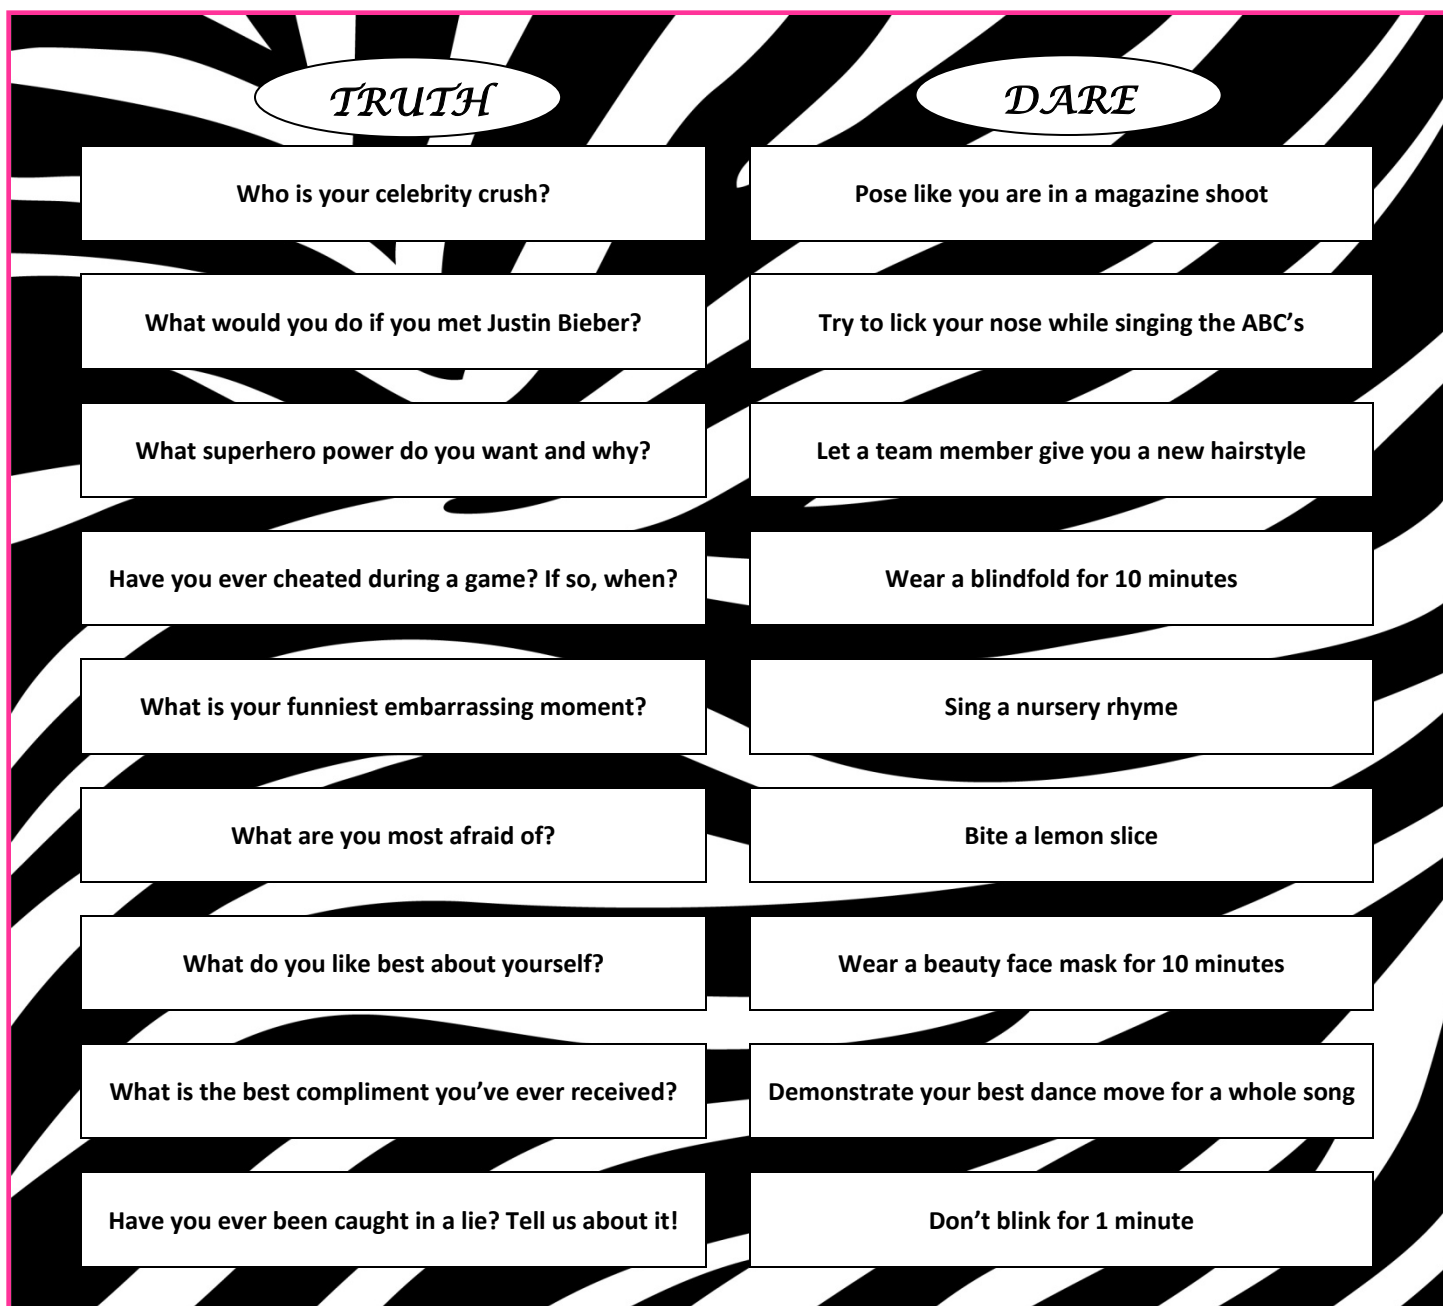 TRUTH
DARE
Who is your celebrity crush?
Pose like you are in a magazine shoot
What would you do if you met Justin Bieber?
Try to lick your nose while singing the ABC’s
What superhero power do you want and why?
Let a team member give you a new hairstyle
Have you ever cheated during a game? If so, when?
Wear a blindfold for 10 minutes
What is your funniest embarrassing moment?
Sing a nursery rhyme
What are you most afraid of?
Bite a lemon slice
What do you like best about yourself?
Wear a beauty face mask for 10 minutes
What is the best compliment you’ve ever received?
Demonstrate your best dance move for a whole song
Have you ever been caught in a lie? Tell us about it!
Don’t blink for 1 minute